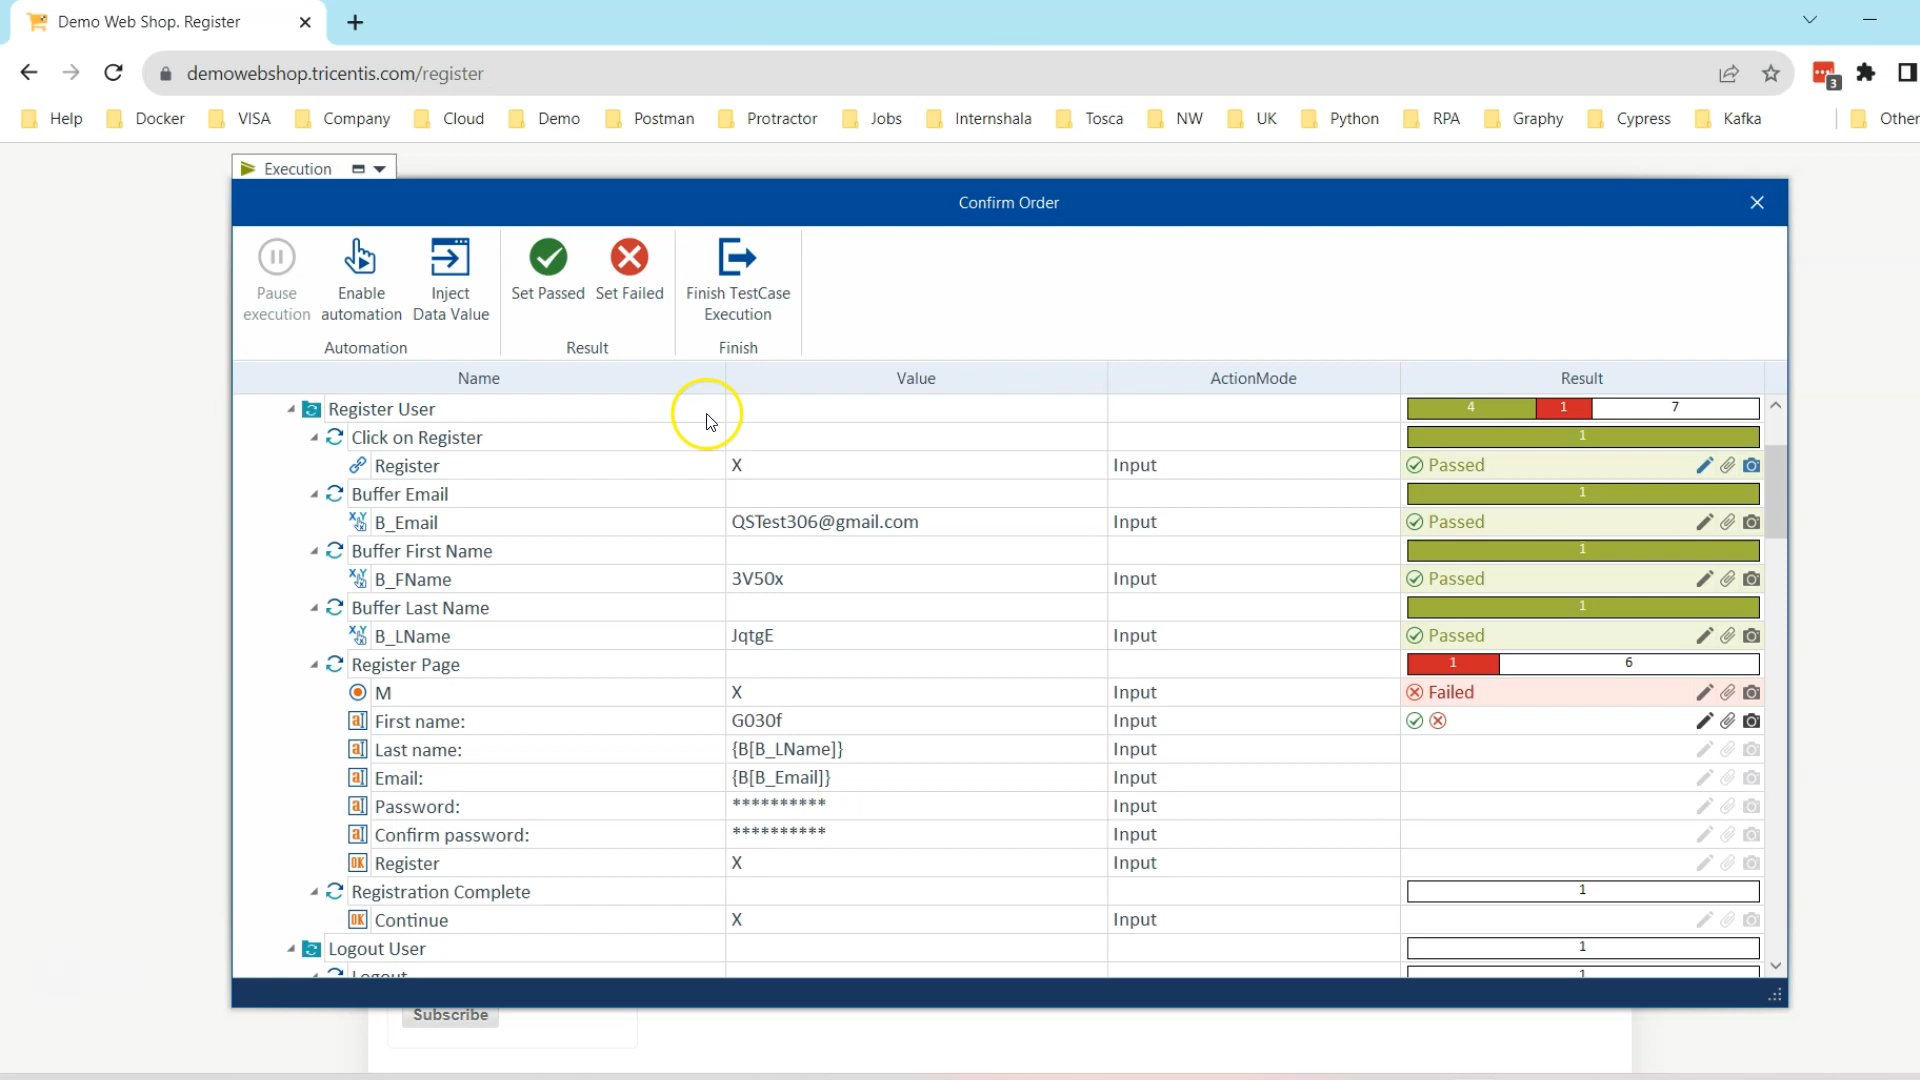 Demo Web Shop. Register
demowebshop.tricentis.com/register
3
Help Docker VISA Company Cloud Demo Postman Protractor Jobs Internshala Tosca NW UK Python RPA Graphy Cypress Kafka Other
Execution
Confirm Order
Pause execution
Enable automation
Inject Data Value
Set Passed
Set Failed
Finish TestCase Execution
Automation Result Finish
Name Value ActionMode Result
Register User 4 1 7
Click on Register 1
Register X Input Passed
Buffer Email 1
B_Email QSTest306@gmail.com Input Passed
Buffer First Name 1
B_FName 3V50x Input Passed
Buffer Last Name 1
B_LName JqtgE Input Passed
Register Page 1 6
M X Input Failed
First name: G030f Input
Last name: {B[B_LName]} Input
Email: {B[B_Email]} Input
Password: ********** Input
Confirm password: ********** Input
Register X Input
Registration Complete 1
Continue X Input
Logout User 1
Logout 1
Subscribe